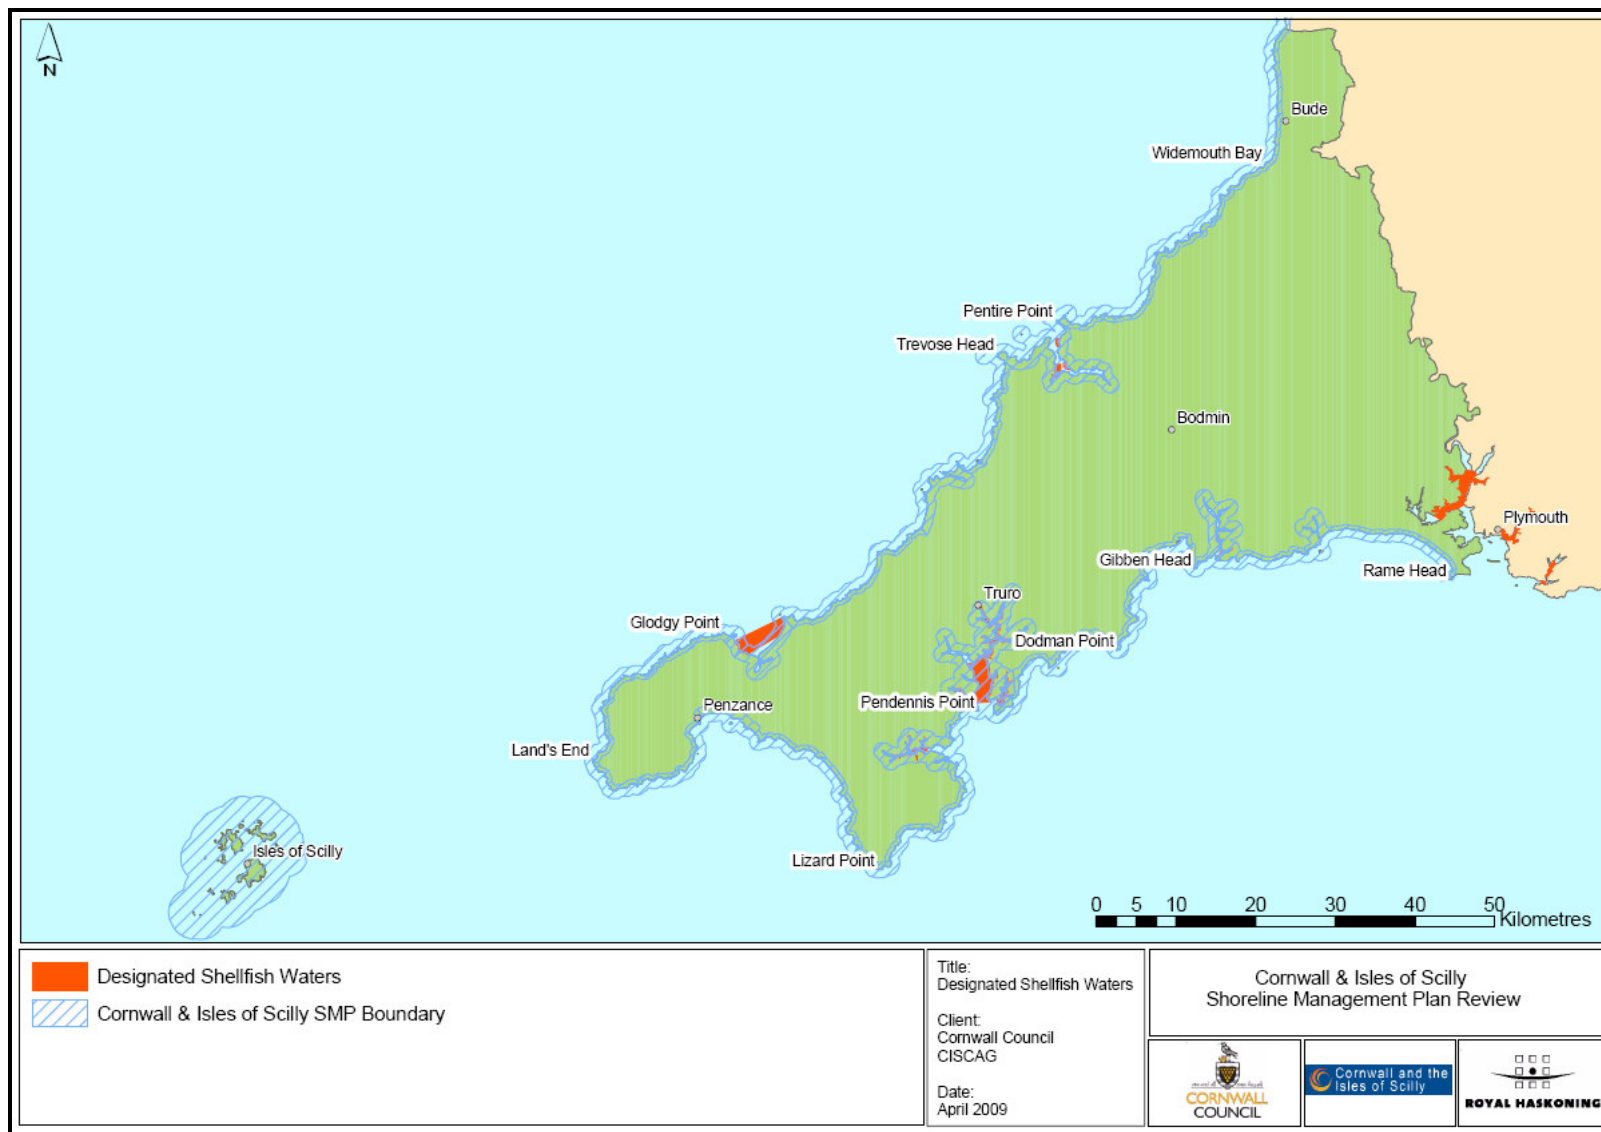 N
Bude
Widemouth Bay
Pentire Point
Trevose Head
Bodmin
Plymouth
Gibben Head
Rame Head
Truro
Glodgy Point
Dodman Point
Pendennis Point
Penzance
Land's End
Isles of Scilly
Lizard Point
0 5 10 20 30 40 50
Kilometres
Designated Shellfish Waters
Cornwall & Isles of Scilly SMP Boundary
Title:
Designated Shellfish Waters
Client:
Cornwall Council
CISCAG
Date:
April 2009
Cornwall & Isles of Scilly
Shoreline Management Plan Review
CORNWALL
COUNCIL
Cornwall and the
Isles of Scilly
ROYAL HASKONING